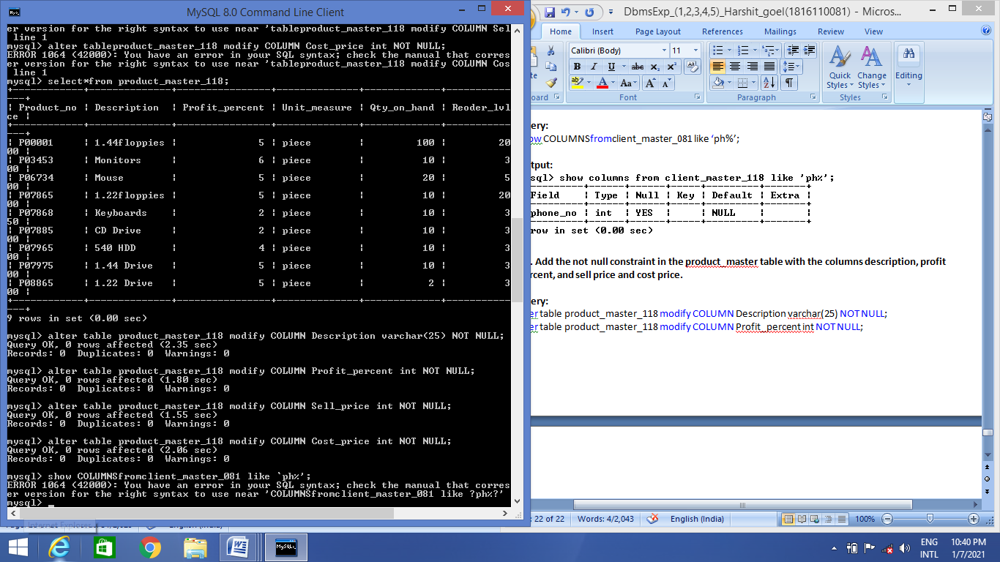 MySQL 8.0 Command Line Client
er version for the right syntax to use near 'tableproduct_master_118 modify COLUMN Sel
line 1
mysql> alter tableproduct_master_118 modify COLUMN Cost_price int NOT NULL;
ERROR 1064 (42000): You have an error in your SQL syntax; check the manual that corres
er version for the right syntax to use near 'tableproduct_master_118 modify COLUMN Cos
line 1
mysql> select*from product_master_118;
+------------+--------------+----------------+--------------+-------------+-----------
---+
| Product_no | Description | Profit_percent | Unit_measure | Qty_on_hand | Reoder_lvl
ce |
+------------+--------------+----------------+--------------+-------------+-----------
---+
| P00001 | 1.44floppies | 5 | piece | 100 | 20
00 |
| P03453 | Monitors | 6 | piece | 10 | 3
00 |
| P06734 | Mouse | 5 | piece | 20 | 5
00 |
| P07865 | 1.22floppies | 5 | piece | 10 | 20
00 |
| P07868 | Keyboards | 2 | piece | 10 | 3
50 |
| P07885 | CD Drive | 2 | piece | 10 | 3
00 |
| P07965 | 540 HDD | 4 | piece | 10 | 3
00 |
| P07975 | 1.44 Drive | 5 | piece | 10 | 3
00 |
| P08865 | 1.22 Drive | 5 | piece | 2 | 3
00 |
+------------+--------------+----------------+--------------+-------------+-----------
---+
9 rows in set (0.00 sec)
mysql> alter table product_master_118 modify COLUMN Description varchar(25) NOT NULL;
Query OK, 0 rows affected (2.35 sec)
Records: 0 Duplicates: 0 Warnings: 0
mysql> alter table product_master_118 modify COLUMN Profit_percent int NOT NULL;
Query OK, 0 rows affected (1.80 sec)
Records: 0 Duplicates: 0 Warnings: 0
mysql> alter table product_master_118 modify COLUMN Sell_price int NOT NULL;
Query OK, 0 rows affected (1.55 sec)
Records: 0 Duplicates: 0 Warnings: 0
mysql> alter table product_master_118 modify COLUMN Cost_price int NOT NULL;
Query OK, 0 rows affected (2.06 sec)
Records: 0 Duplicates: 0 Warnings: 0
mysql> show COLUMNSfromclient_master_081 like `ph%';
ERROR 1064 (42000): You have an error in your SQL syntax; check the manual that corres
er version for the right syntax to use near 'COLUMNSfromclient_master_081 like ?ph%?'
mysql>
DbmsExp_(1,2,3,4,5)_Harshit_goel(1816110081) - Micros...
Home Insert Page Layout References Mailings Review View
Calibri (Body) 11
Quick Styles Change Styles Editing
oard Font Paragraph Styles
ery:
ow COLUMNSfromclient_master_081 like ‘ph%’;
tput:
sql> show columns from client_master_118 like 'ph%';
Field | Type | Null | Key | Default | Extra |
phone_no | int | YES | | NULL | |
row in set (0.00 sec)
. Add the not null constraint in the product_master table with the columns description, profit
rcent, and sell price and cost price.
ery:
er table product_master_118 modify COLUMN Description varchar(25) NOT NULL;
er table product_master_118 modify COLUMN Profit_percent int NOT NULL;
: 22 of 22 Words: 4/2,043 English (India) 100%
ENG 10:40 PM
INTL 1/7/2021